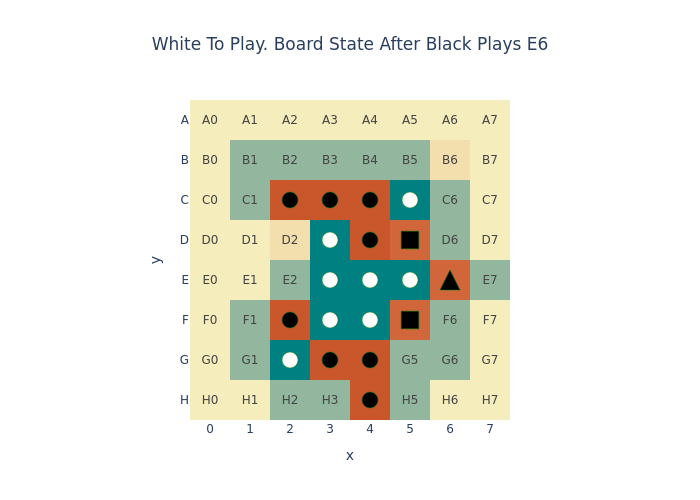 White To Play. Board State After Black Plays E6
A A0 A1 A2 A3 A4 A5 A6 A7
B B0 B1 B2 B3 B4 B5 B6 B7
C C0 C1 C6 C7
D D0 D1 D2 D6 D7
y
E E0 E1 E2 E7
F F0 F1 F6 F7
G G0 G1 G5 G6 G7
H H0 H1 H2 H3 H5 H6 H7
0 1 2 3 4 5 6 7
x